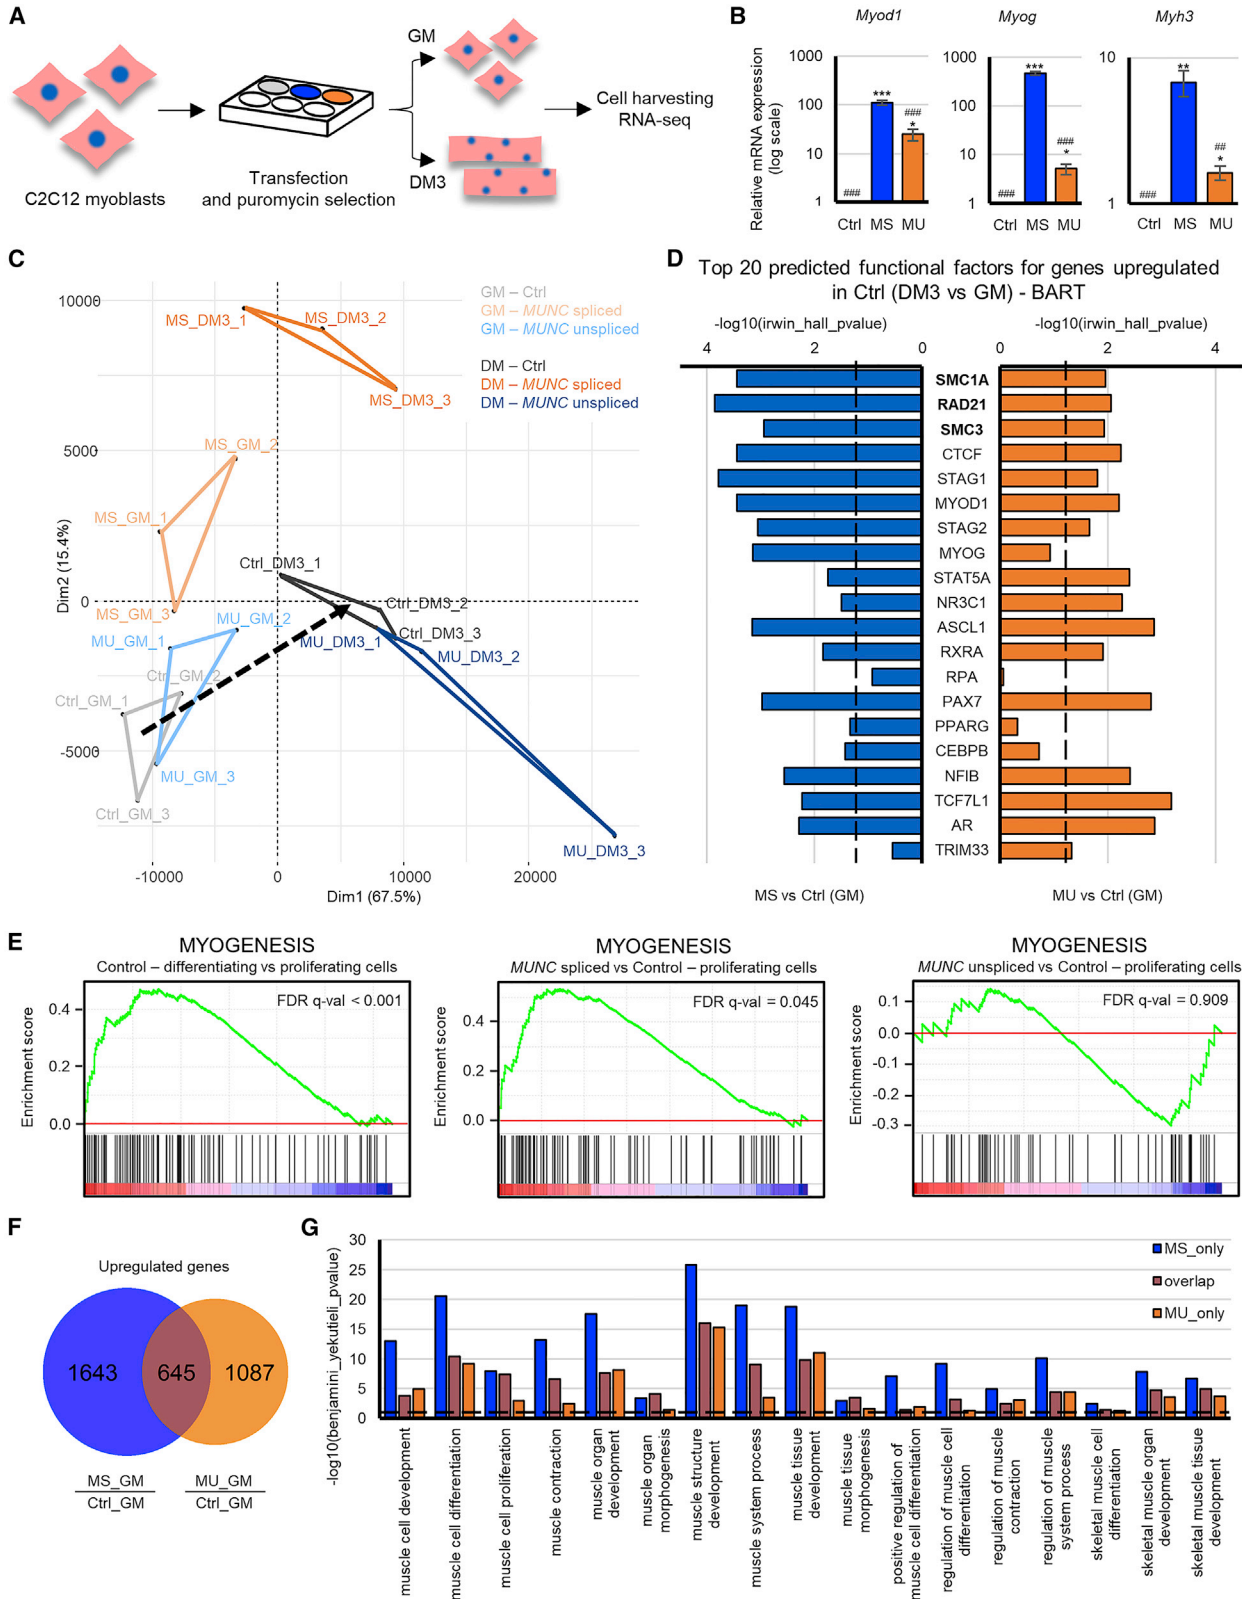 A
C2C12 myoblasts
Transfection
and puromycin selection
GM
DM3
Cell harvesting
RNA-seq
B
Myod1
Myog
Myh3
Relative mRNA expression
(log scale)
1000
100
10
1
###
***
###
*
Ctrl MS MU
1000
100
10
1
###
***
###
*
Ctrl MS MU
10
1
###
**
##
*
Ctrl MS MU
C
GM – Ctrl
GM – MUNC spliced
GM – MUNC unspliced
DM – Ctrl
DM – MUNC spliced
DM – MUNC unspliced
Dim2 (15.4%)
10000
5000
0
-5000
MS_DM3_1
MS_DM3_2
MS_DM3_3
MS_GM_2
MS_GM_1
MS_GM_3
Ctrl_DM3_1
Ctrl_DM3_2
Ctrl_DM3_3
MU_GM_2
MU_GM_1
MU_DM3_1
MU_DM3_2
Ctrl_GM_2
Ctrl_GM_1
MU_GM_3
Ctrl_GM_3
MU_DM3_3
-10000 0 10000 20000
Dim1 (67.5%)
D
Top 20 predicted functional factors for genes upregulated
in Ctrl (DM3 vs GM) - BART
-log10(irwin_hall_pvalue) -log10(irwin_hall_pvalue)
4 2 0 0 2 4
SMC1A
RAD21
SMC3
CTCF
STAG1
MYOD1
STAG2
MYOG
STAT5A
NR3C1
ASCL1
RXRA
RPA
PAX7
PPARG
CEBPB
NFIB
TCF7L1
AR
TRIM33
MS vs Ctrl (GM) MU vs Ctrl (GM)
E
MYOGENESIS
Control – differentiating vs proliferating cells
FDR q-val < 0.001
Enrichment score
0.4
0.2
0.0
MYOGENESIS
MUNC spliced vs Control – proliferating cells
FDR q-val = 0.045
Enrichment score
0.4
0.2
0.0
MYOGENESIS
MUNC unspliced vs Control – proliferating cells
FDR q-val = 0.909
Enrichment score
0.1
0.0
-0.1
-0.2
-0.3
F
Upregulated genes
1643 645 1087
MS_GM MU_GM
Ctrl_GM Ctrl_GM
G
-log10(benjamini_yekutieli_pvalue)
30
25
20
15
10
5
0
MS_only
overlap
MU_only
muscle cell development
muscle cell differentiation
muscle cell proliferation
muscle contraction
muscle organ
development
muscle organ
morphogenesis
muscle structure
development
muscle system process
muscle tissue
development
muscle tissue
morphogenesis
positive regulation of
muscle cell differentiation
regulation of muscle cell
differentiation
regulation of muscle
contraction
regulation of muscle
system process
skeletal muscle cell
differentiation
skeletal muscle organ
development
skeletal muscle tissue
development